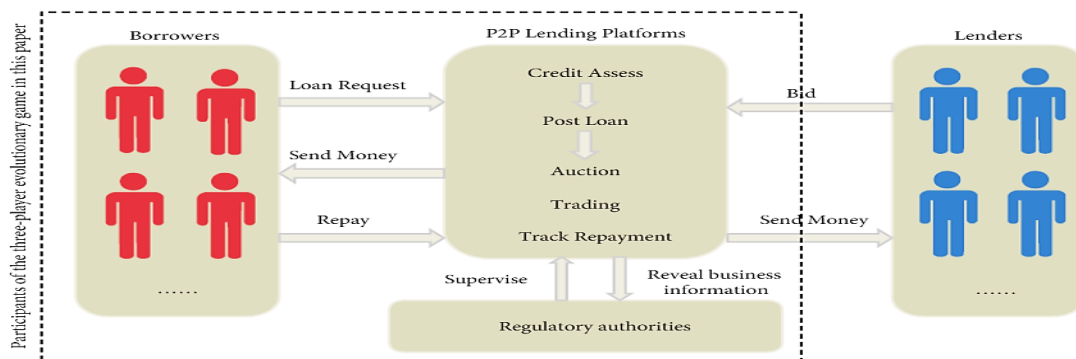 Participants of the three-player evolutionary game in this paper
Borrowers
P2P Lending Platforms
Lenders
Loan Request
Send Money
Repay
......
Credit Assess
Post Loan
Auction
Trading
Track Repayment
Bid
Send Money
Supervise
Reveal business
information
Regulatory authorities
......